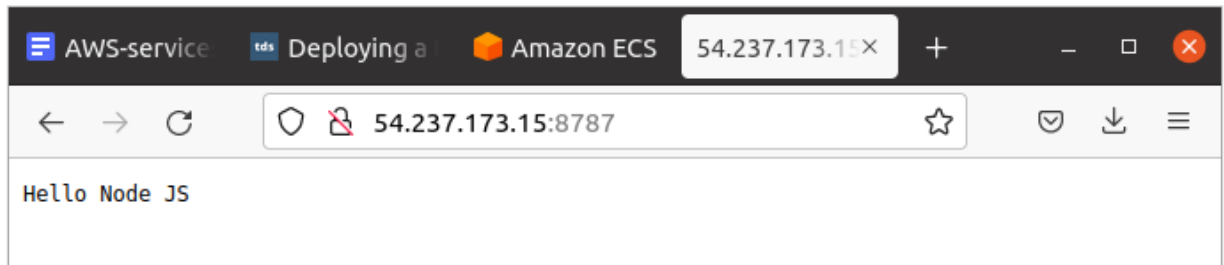 AWS-service
tds Deploying a
Amazon ECS
54.237.173.15
54.237.173.15:8787
Hello Node JS